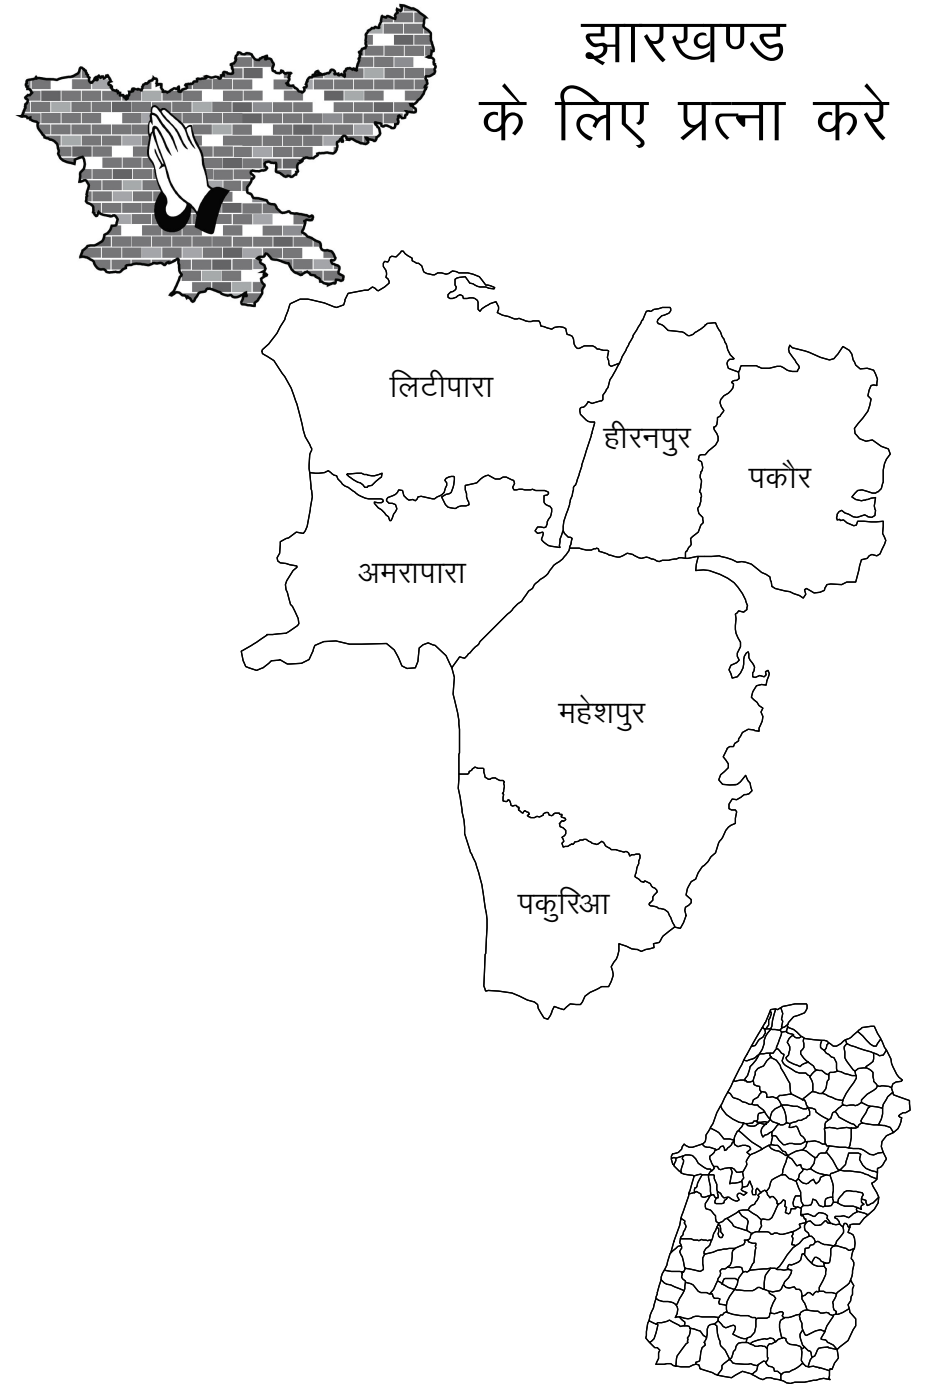 झारखण्ड
के लिए प्रत्ना करे
लिटीपारा
हीरनपुर
पकौर
अमरापारा
महेशपुर
पकुरिआ